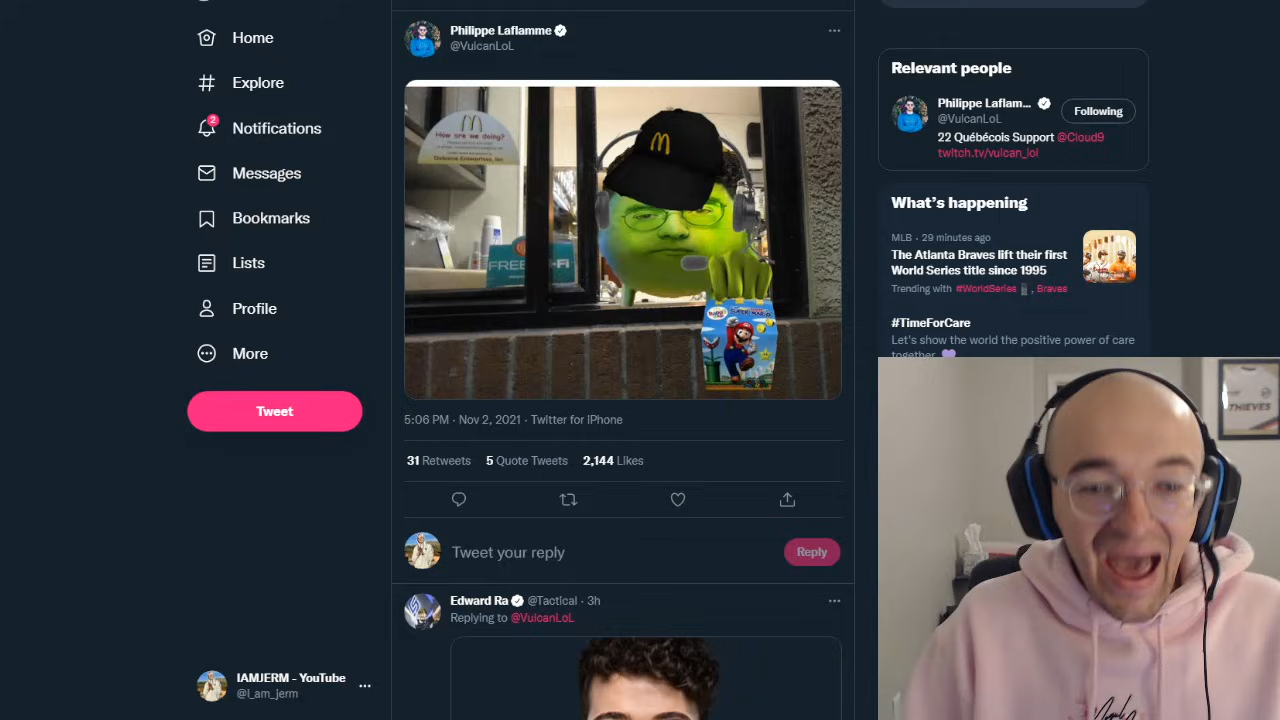 Home
Explore
2
Notifications
Messages
Bookmarks
Lists
Profile
More
Tweet
IAMJERM - YouTube
@I_am_jerm
Philippe Laflamme
@VulcanLoL
How are we doing?
FREE
5:06 PM · Nov 2, 2021 · Twitter for iPhone
31 Retweets 5 Quote Tweets 2,144 Likes
Tweet your reply
Reply
Edward Ra @Tactical · 3h
Replying to @VulcanLoL
Relevant people
Philippe Laflam...
@VulcanLoL
Following
22 Québécois Support @Cloud9
twitch.tv/vulcan_lol
What's happening
MLB · 29 minutes ago
The Atlanta Braves lift their first
World Series title since 1995
Trending with #WorldSeries , Braves
#TimeForCare
Let's show the world the positive power of care
together
THIEVES